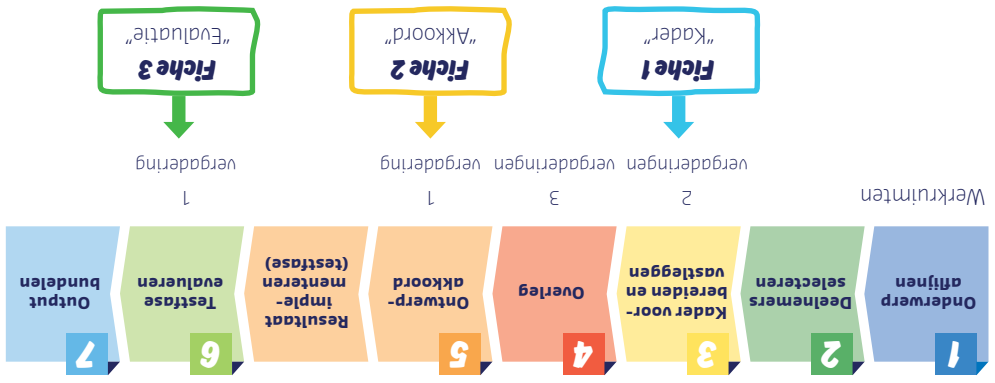 1
Onderwerp
aflijnen
2
Deelnemers
selecteren
3
Kader voor-
bereiden en
vastleggen
4
Overleg
5
Ontwerp-
akkoord
Resultaat
imple-
menteren
(testfase)
6
Testfase
evalueren
7
Output
bundelen
Werkruimten
2
vergaderingen
3
vergaderingen
1
vergadering
1
vergadering
Fiche 1
"Kader"
Fiche 2
"Akkoord"
Fiche 3
"Evaluatie"